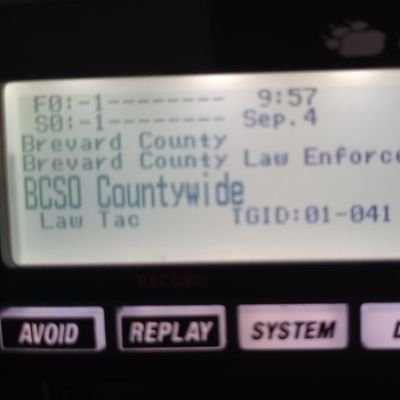 F0:-1-------- 9:57
S0:-1-------- Sep.4
Brevard County
Brevard County Law Enforce
BCSO Countywide
Law Tac TGID:01-041
RECORD
AVOID REPLAY SYSTEM